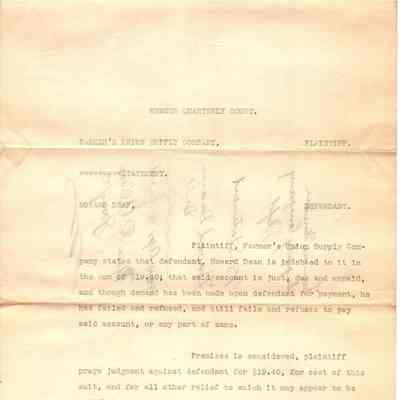 QUARTERLY COURT.
FARMER'S UNION SUPPLY COMPANY, PLAINTIFF.
STATEMENT.
HOWARD DEAN, DEFENDANT.
Plaintiff, Farmer's Union Supply Com-
pany states that defendant, Howard Dean is indebted to it in
the sum of $19.40; that said account is just, due and unpaid,
and though demand has been made upon defendant for payment, he
has failed and refused, and still fails and refuses to pay
said account, or any part of same.
Premises is considered, plaintiff
prays judgment against defendant for $19.40, for cost of this
suit, and for all other relief to which it may appear to be